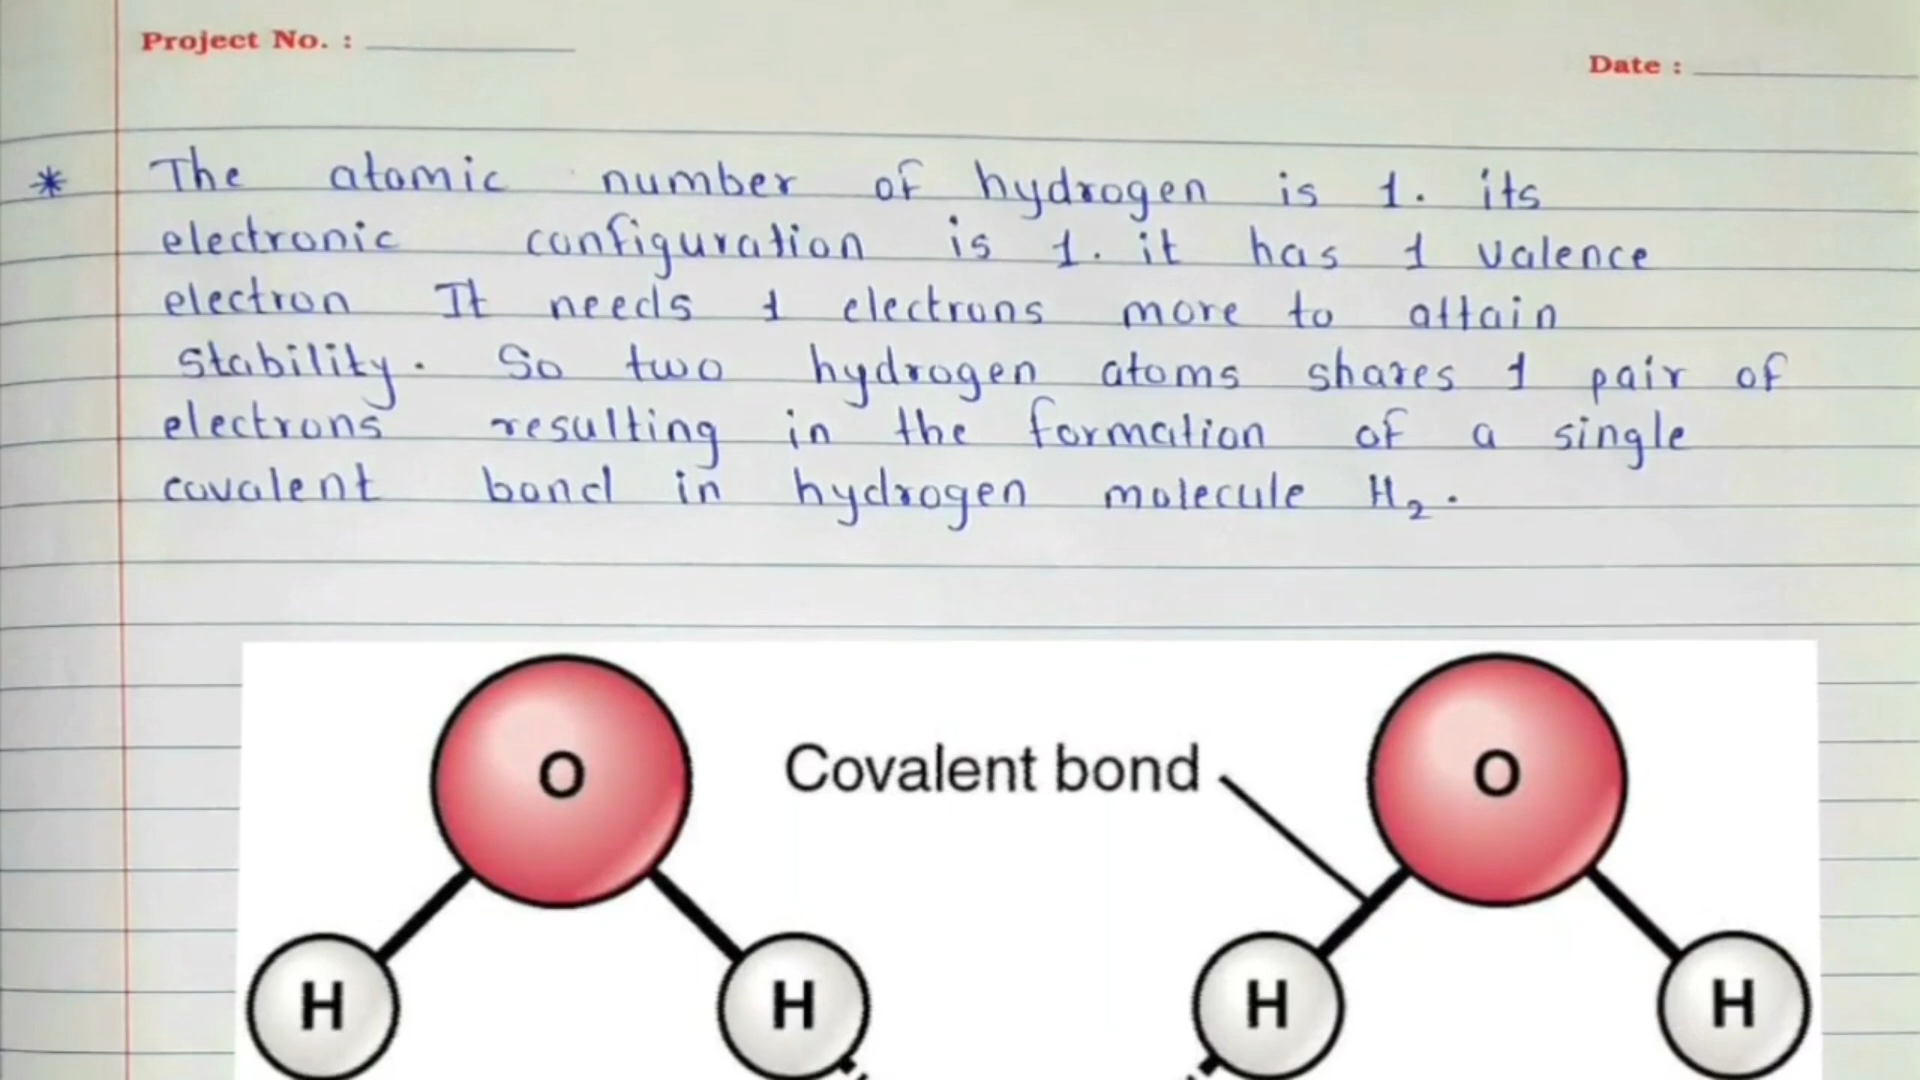 Project No. :
Date :
* The atomic number of hydrogen is 1. its
electronic configuration is 1. it has 1 valence
electron It needs 1 electrons more to attain
stability. So two hydrogen atoms shares 1 pair of
electrons resulting in the formation of a single
covalent bond in hydrogen molecule H₂.
O Covalent bond O
H H H H